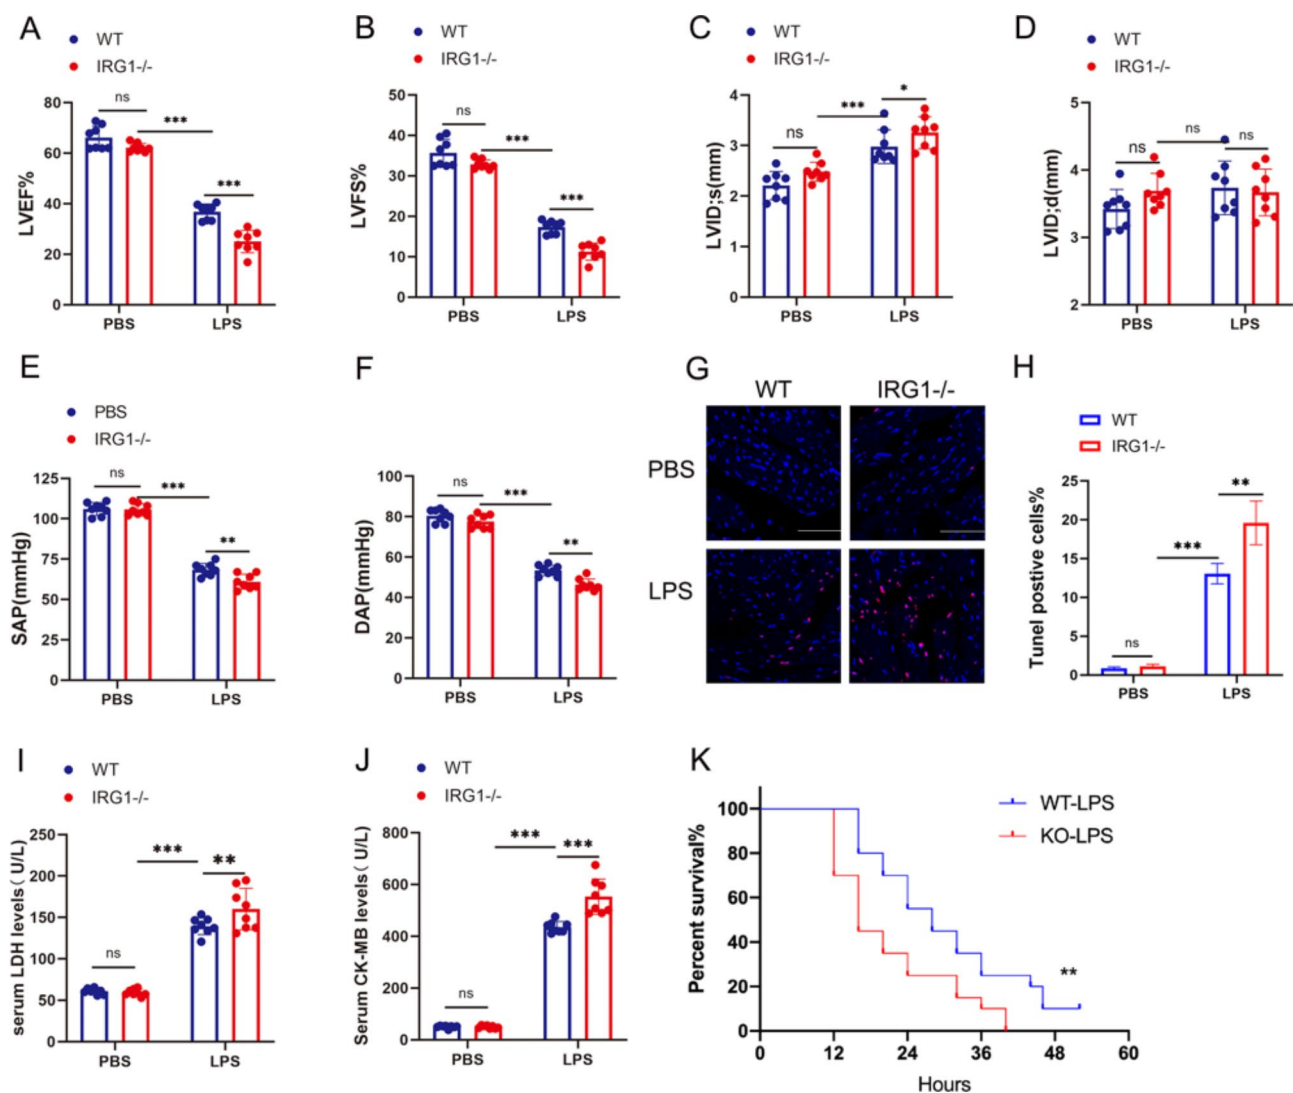 A
WT
IRG1-/-
LVEF%
80
60
40
20
0
ns
***
***
PBS
LPS
B
WT
IRG1-/-
LVFS%
50
40
30
20
10
0
ns
***
***
PBS
LPS
C
WT
IRG1-/-
LVID;s(mm)
4
3
2
1
0
ns
***
*
PBS
LPS
D
WT
IRG1-/-
LVID;d(mm)
5
4
3
2
ns
ns
ns
PBS
LPS
E
PBS
IRG1-/-
SAP(mmHg)
125
100
75
50
25
0
ns
***
**
PBS
LPS
F
DAP(mmHg)
100
80
60
40
20
0
ns
***
**
PBS
LPS
G
WT
IRG1-/-
PBS
LPS
H
WT
IRG1-/-
Tunel postive cells%
25
20
15
10
5
0
ns
***
**
PBS
LPS
I
WT
IRG1-/-
serum LDH levels( U/L)
250
200
150
100
50
0
ns
***
**
PBS
LPS
J
WT
IRG1-/-
Serum CK-MB levels( U/L)
800
600
400
200
0
ns
***
***
PBS
LPS
K
WT-LPS
KO-LPS
Percent survival%
100
80
60
40
20
0
**
0
12
24
36
48
60
Hours